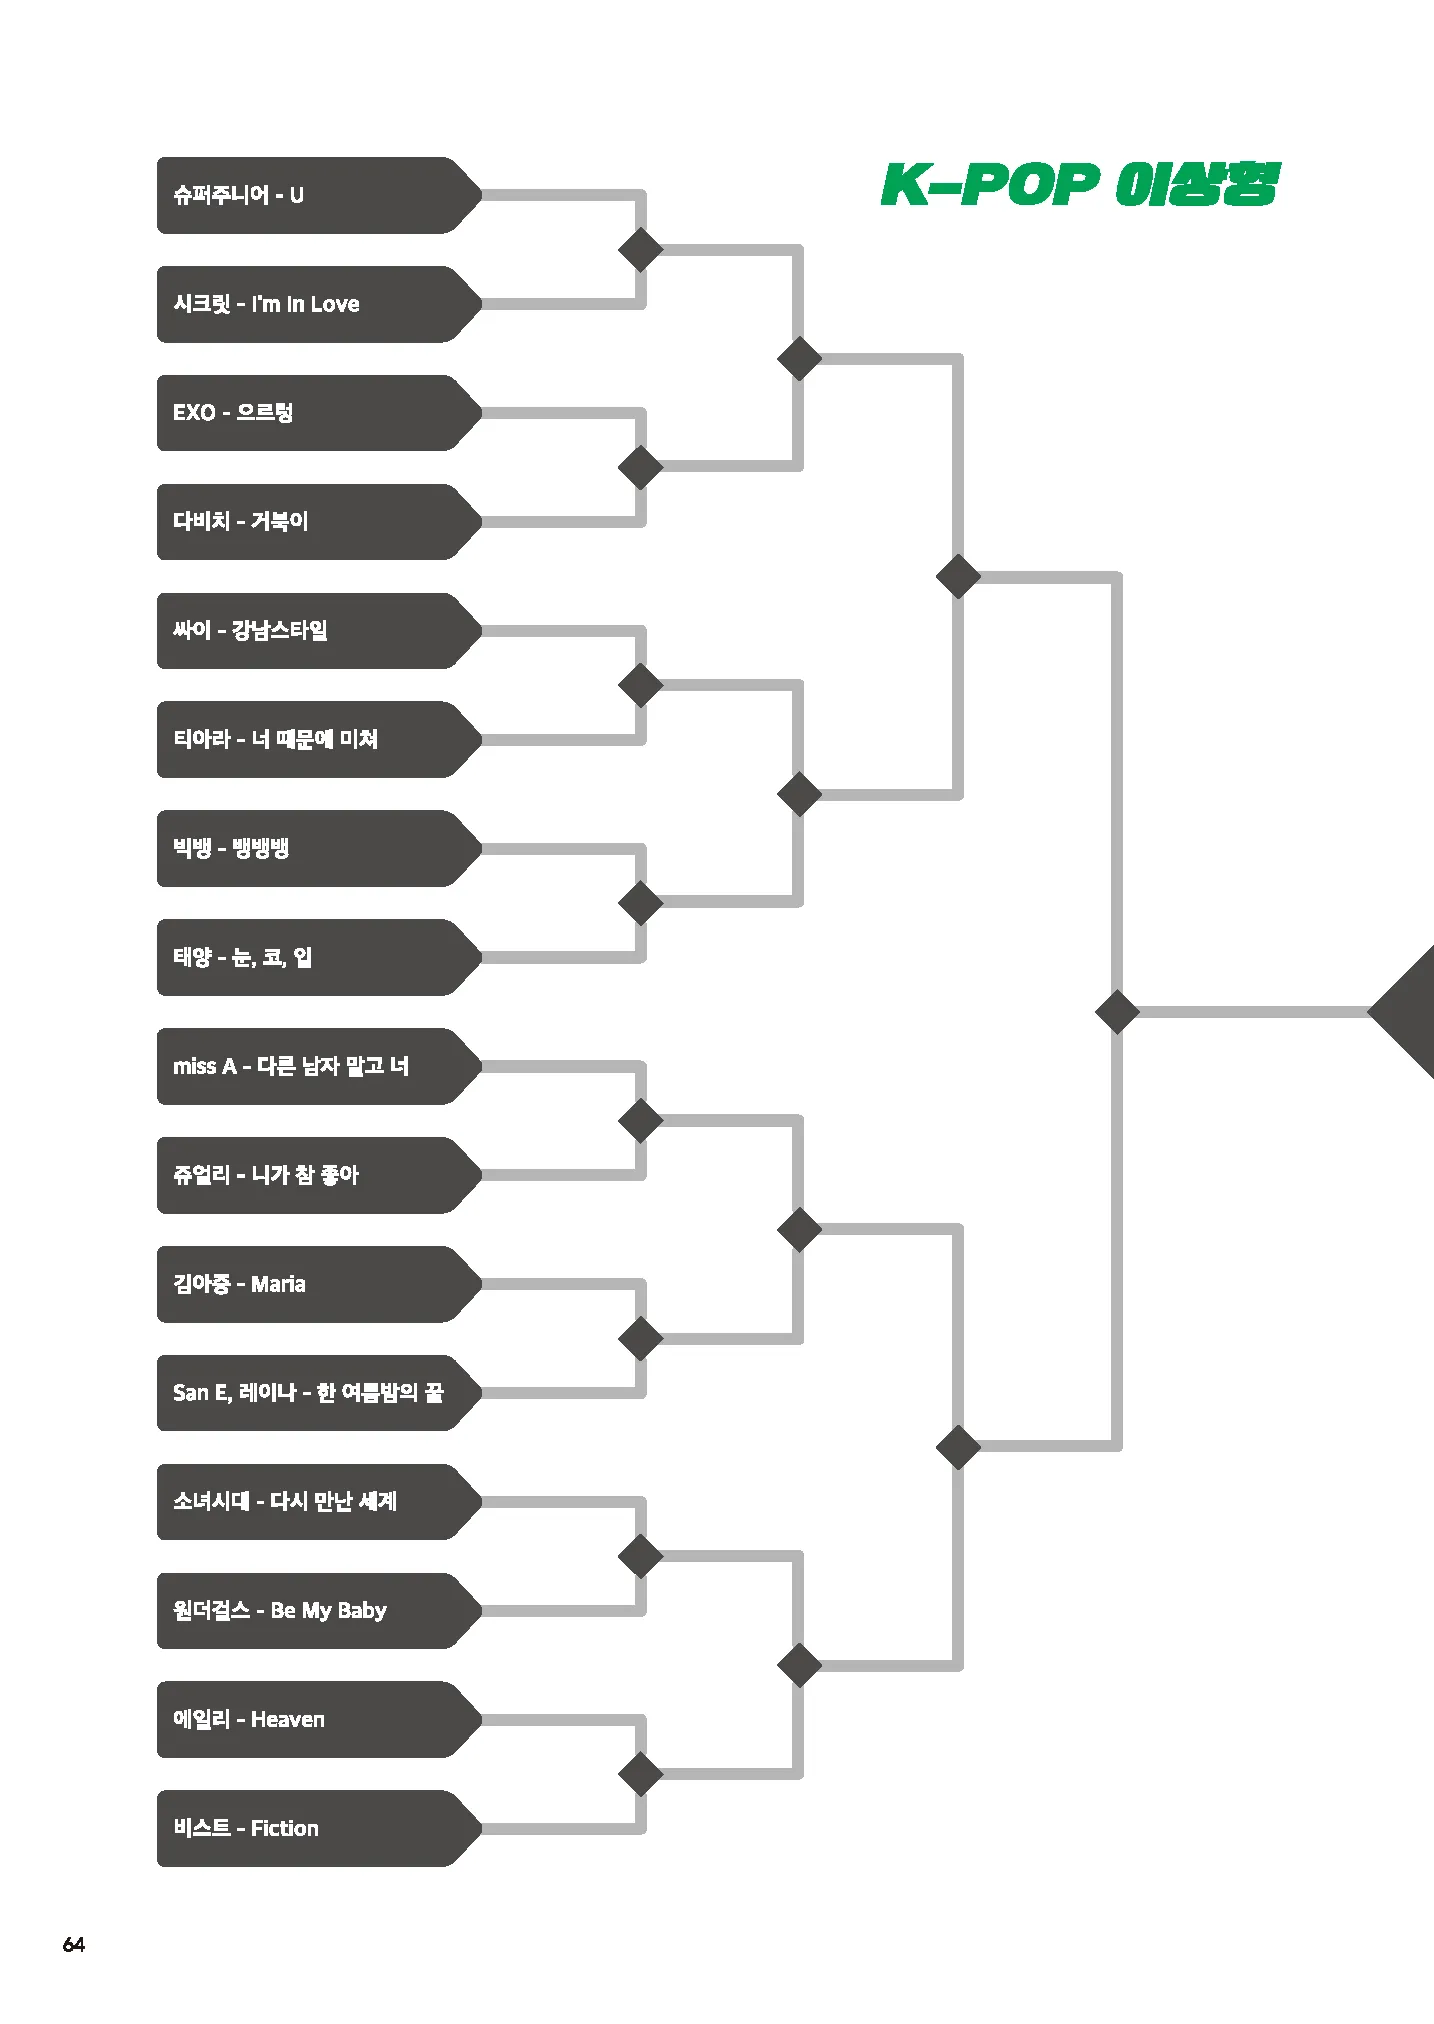 K-POP 이상형
슈퍼주니어 - U
시크릿 - I'm In Love
EXO - 으르렁
다비치 - 거북이
싸이 - 강남스타일
티아라 - 너 때문에 미쳐
빅뱅 - 뱅뱅뱅
태양 - 눈, 코, 입
miss A - 다른 남자 말고 너
쥬얼리 - 니가 참 좋아
김아중 - Maria
San E, 레이나 - 한 여름밤의 꿀
소녀시대 - 다시 만난 세계
원더걸스 - Be My Baby
에일리 - Heaven
비스트 - Fiction
64